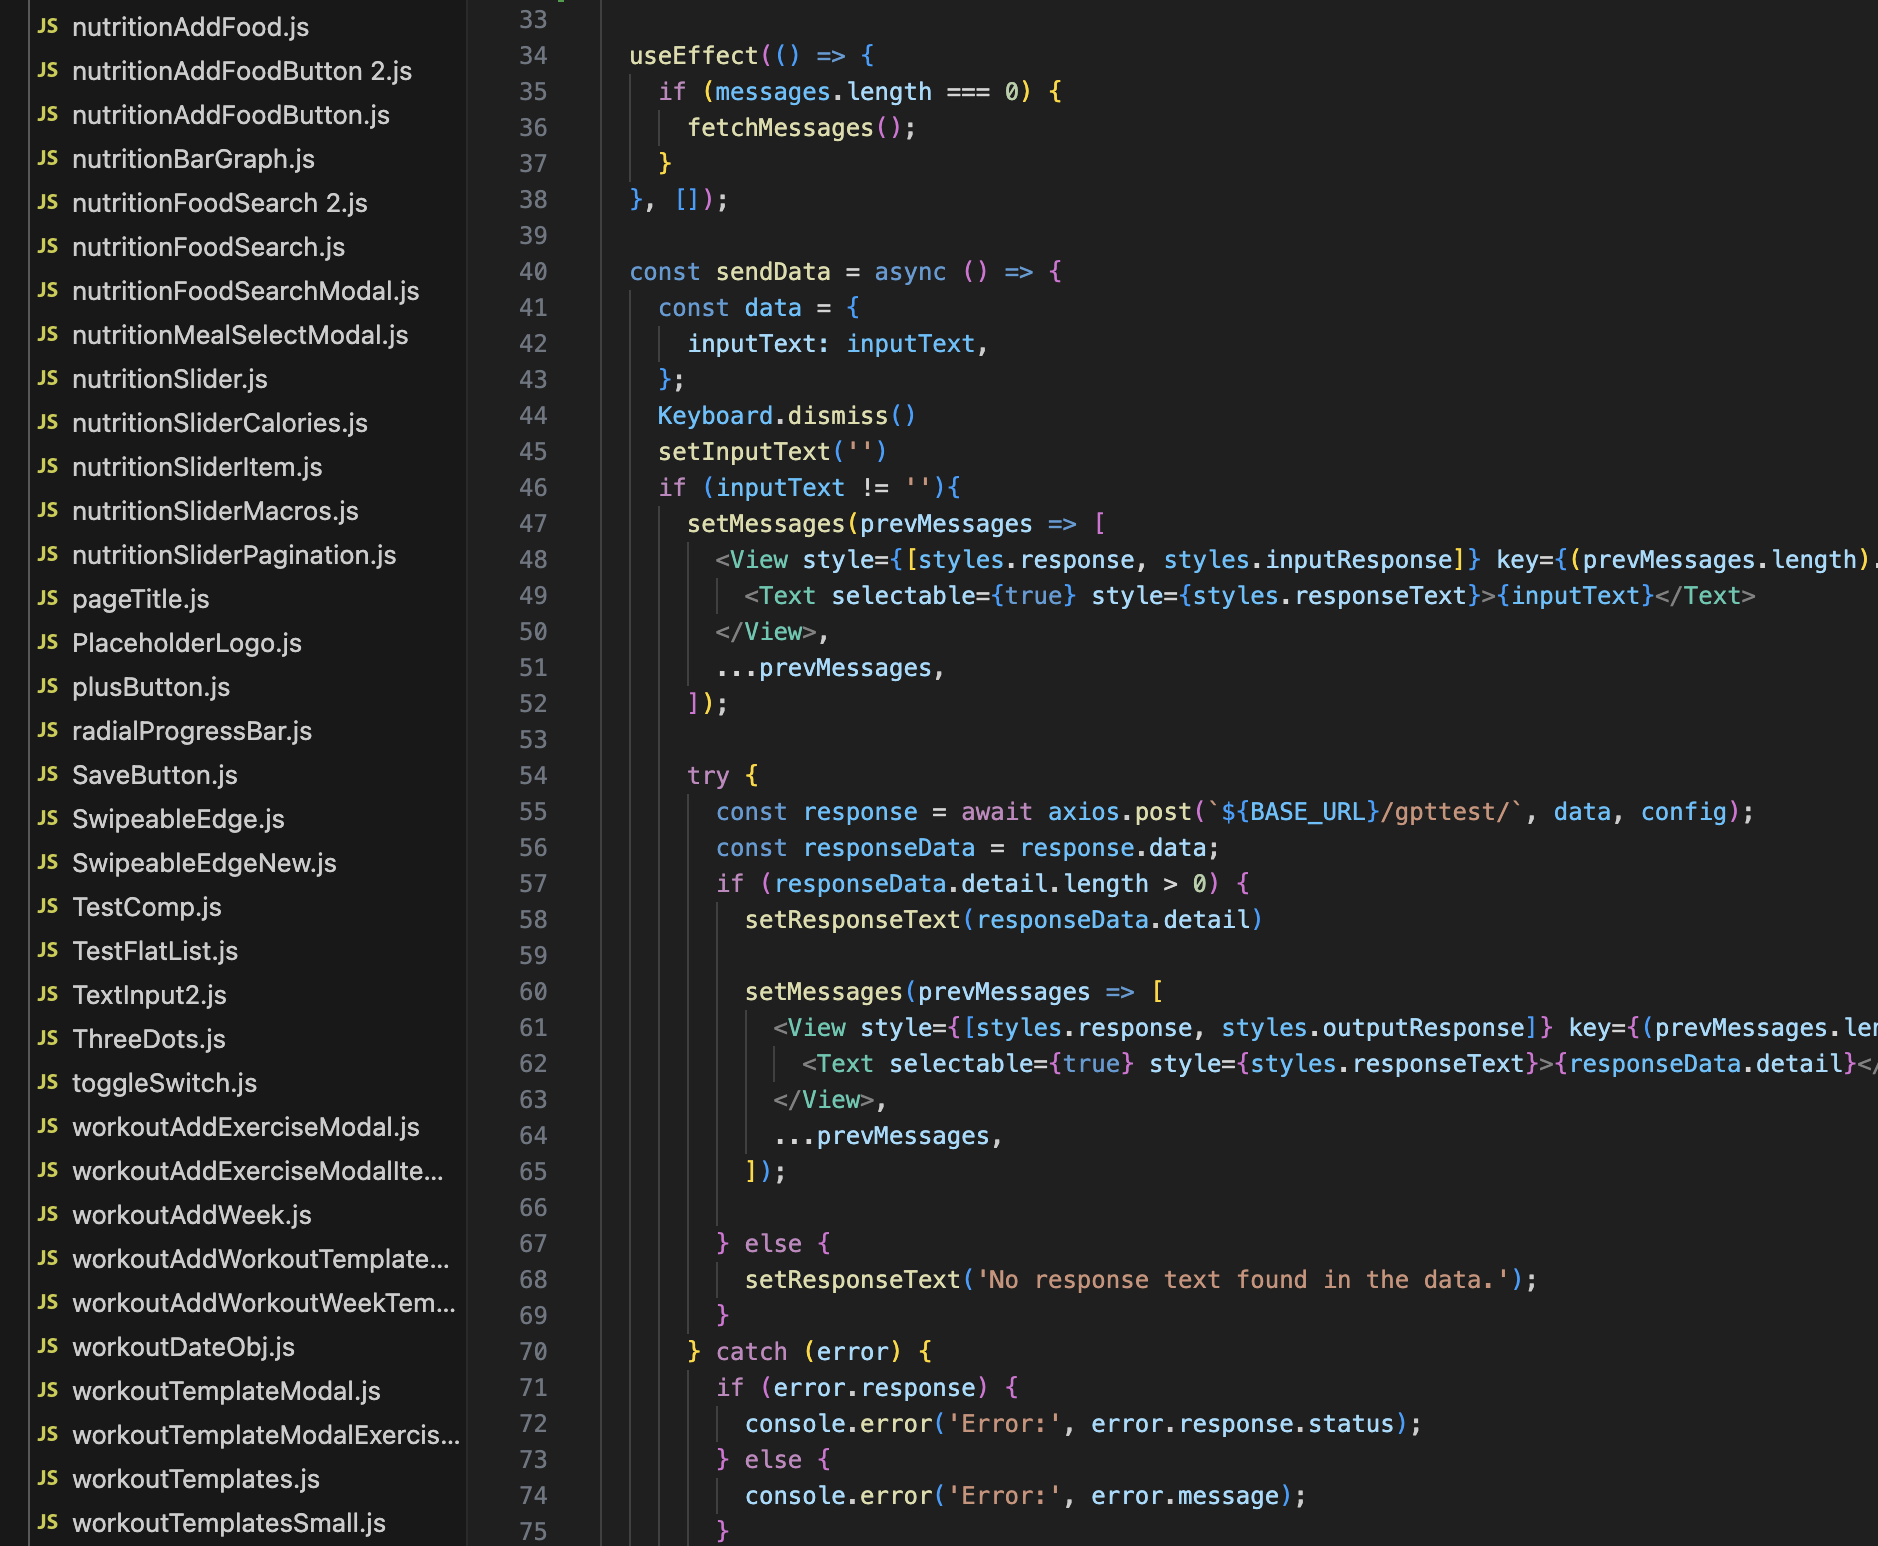 JS nutritionAddFood.js
JS nutritionAddFoodButton 2.js
JS nutritionAddFoodButton.js
JS nutritionBarGraph.js
JS nutritionFoodSearch 2.js
JS nutritionFoodSearch.js
JS nutritionFoodSearchModal.js
JS nutritionMealSelectModal.js
JS nutritionSlider.js
JS nutritionSliderCalories.js
JS nutritionSliderItem.js
JS nutritionSliderMacros.js
JS nutritionSliderPagination.js
JS pageTitle.js
JS PlaceholderLogo.js
JS plusButton.js
JS radialProgressBar.js
JS SaveButton.js
JS SwipeableEdge.js
JS SwipeableEdgeNew.js
JS TestComp.js
JS TestFlatList.js
JS TextInput2.js
JS ThreeDots.js
JS toggleSwitch.js
JS workoutAddExerciseModal.js
JS workoutAddExerciseModalIte...
JS workoutAddWeek.js
JS workoutAddWorkoutTemplate...
JS workoutAddWorkoutWeekTem...
JS workoutDateObj.js
JS workoutTemplateModal.js
JS workoutTemplateModalExercis...
JS workoutTemplates.js
JS workoutTemplatesSmall.js
33
34 useEffect(() => {
35 if (messages.length === 0) {
36 fetchMessages();
37 }
38 }, []);
39
40 const sendData = async () => {
41 const data = {
42 inputText: inputText,
43 };
44 Keyboard.dismiss()
45 setInputText('')
46 if (inputText != ''){
47 setMessages(prevMessages => [
48 <View style={[styles.response, styles.inputResponse]} key={(prevMessages.length).
49 <Text selectable={true} style={styles.responseText}>{inputText}</Text>
50 </View>,
51 ...prevMessages,
52 ]);
53
54 try {
55 const response = await axios.post(`${BASE_URL}/gpttest/`, data, config);
56 const responseData = response.data;
57 if (responseData.detail.length > 0) {
58 setResponseText(responseData.detail)
59
60 setMessages(prevMessages => [
61 <View style={[styles.response, styles.outputResponse]} key={(prevMessages.len
62 <Text selectable={true} style={styles.responseText}>{responseData.detail}</
63 </View>,
64 ...prevMessages,
65 ]);
66
67 } else {
68 setResponseText('No response text found in the data.');
69 }
70 } catch (error) {
71 if (error.response) {
72 console.error('Error:', error.response.status);
73 } else {
74 console.error('Error:', error.message);
75 }